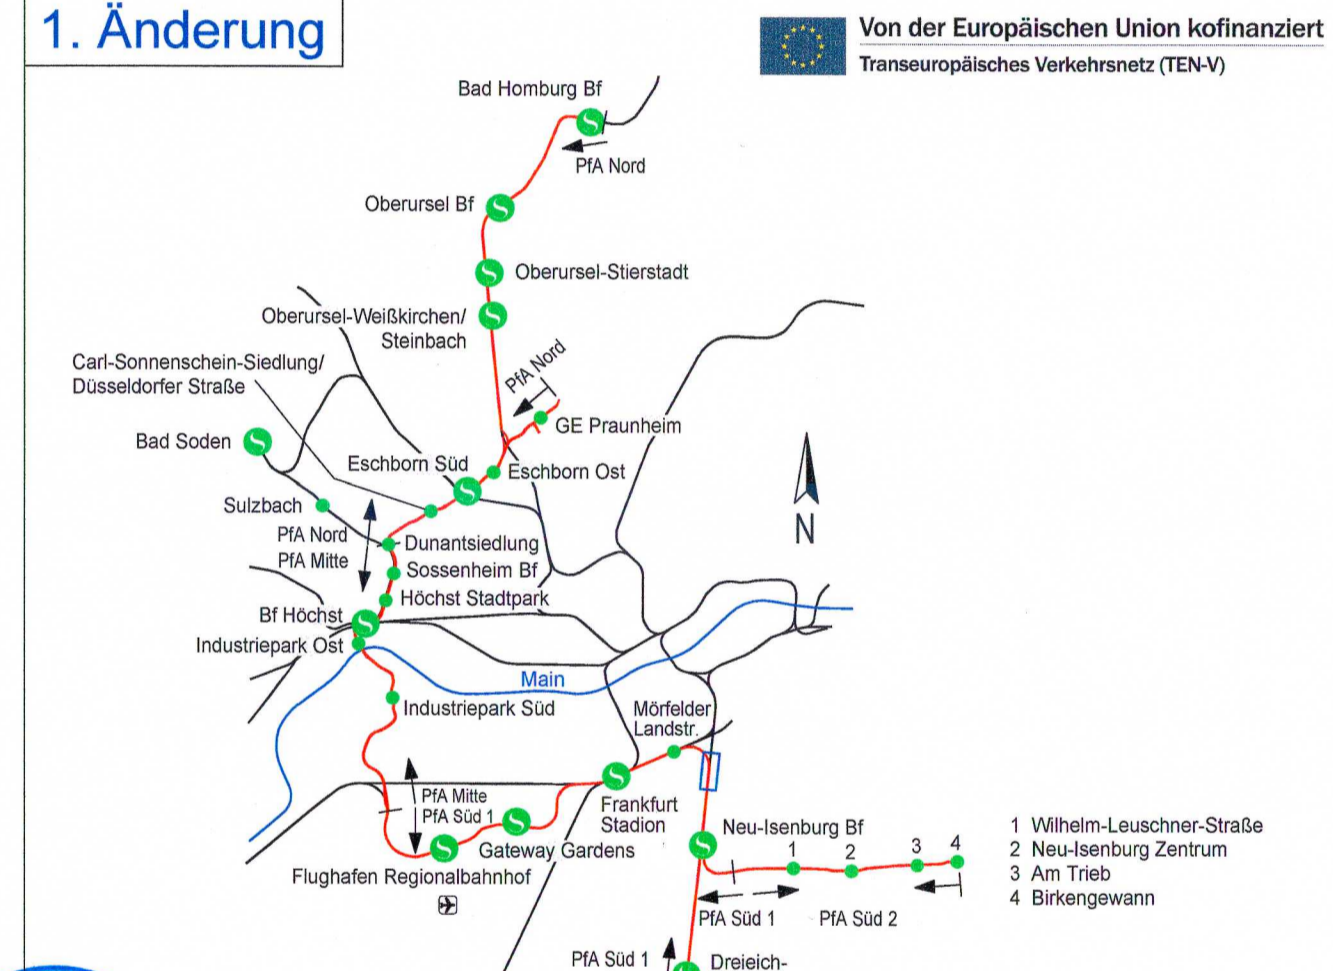 1. Änderung
Von der Europäischen Union kofinanziert
Transeuropäisches Verkehrsnetz (TEN-V)
Bad Homburg Bf
PfA Nord
Oberursel Bf
Oberursel-Stierstadt
Oberursel-Weißkirchen/
Steinbach
PfA Nord
Carl-Sonnenschein-Siedlung/
Düsseldorfer Straße
GE Praunheim
Bad Soden
Eschborn Süd
Eschborn Ost
Sulzbach
PfA Nord
PfA Mitte
Dunantsiedlung
Sossenheim Bf
Höchst Stadtpark
Bf Höchst
Industriepark Ost
N
Main
Industriepark Süd
Mörfelder
Landstr.
PfA Mitte
PfA Süd 1
Frankfurt
Stadion
Gateway Gardens
Flughafen Regionalbahnhof
Neu-Isenburg Bf
1
2
3
4
1 Wilhelm-Leuschner-Straße
2 Neu-Isenburg Zentrum
3 Am Trieb
4 Birkengewann
PfA Süd 1
PfA Süd 2
PfA Süd 1
Dreieich-